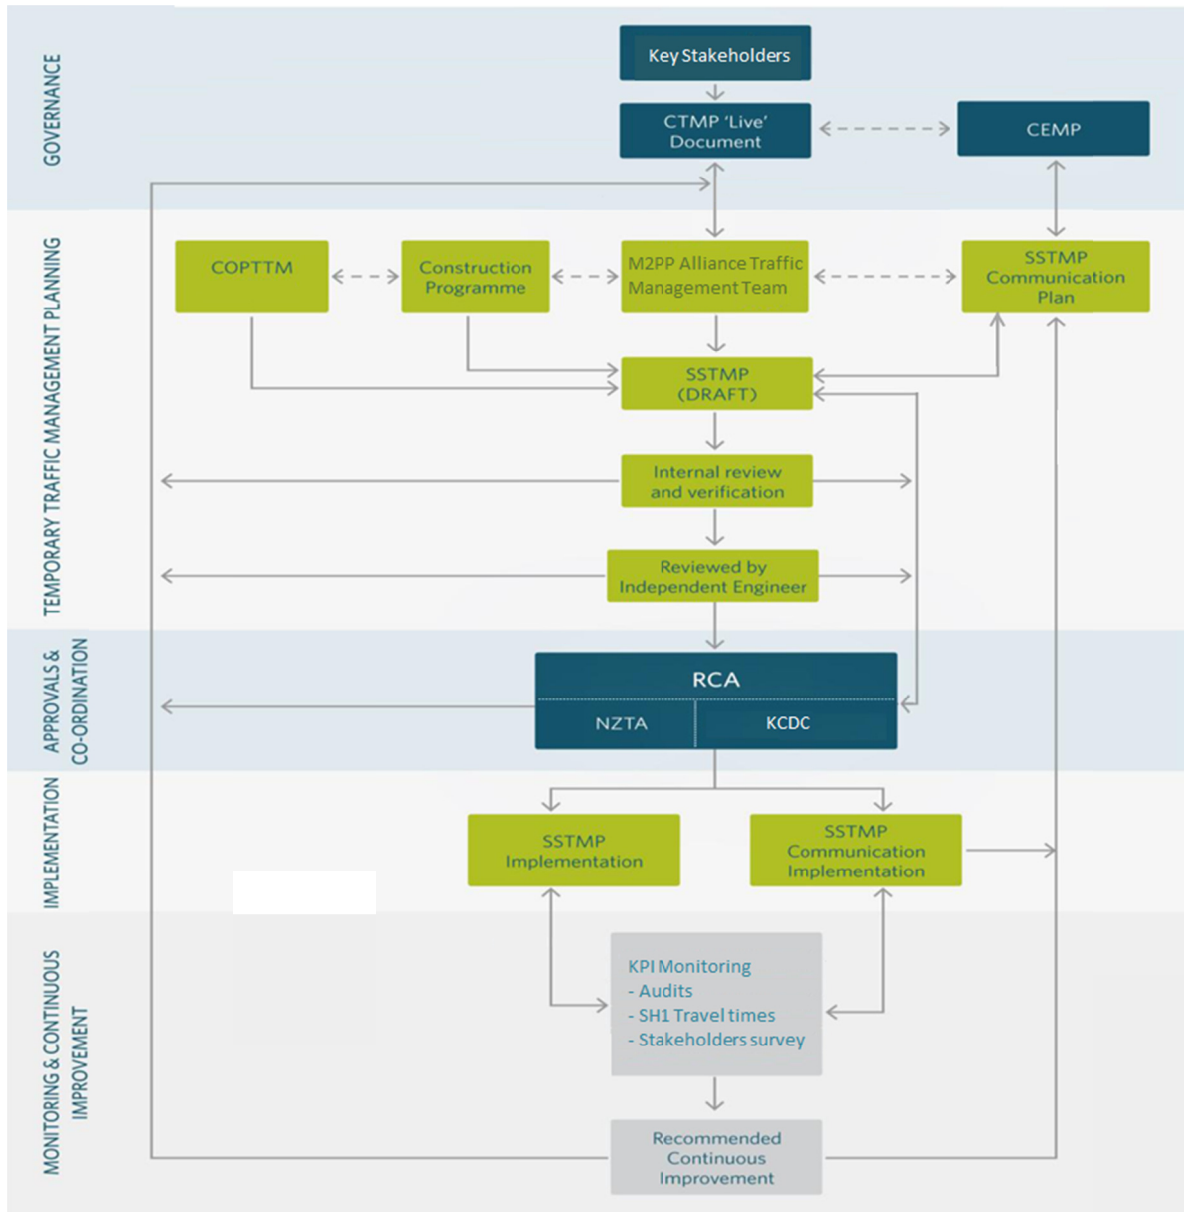 GOVERNANCE
Key Stakeholders
CTMP 'Live'
Document
CEMP
TEMPORARY TRAFFIC MANAGEMENT PLANNING
COPTTM
Construction
Programme
M2PP Alliance Traffic
Management Team
SSTMP
Communication
Plan
SSTMP
(DRAFT)
Internal review
and verification
Reviewed by
Independent Engineer
APPROVALS &
CO-ORDINATION
RCA
NZTA
KCDC
IMPLEMENTATION
SSTMP
Implementation
SSTMP
Communication
Implementation
MONITORING & CONTINUOUS
IMPROVEMENT
KPI Monitoring
- Audits
- SH1 Travel times
- Stakeholders survey
Recommended
Continuous
Improvement